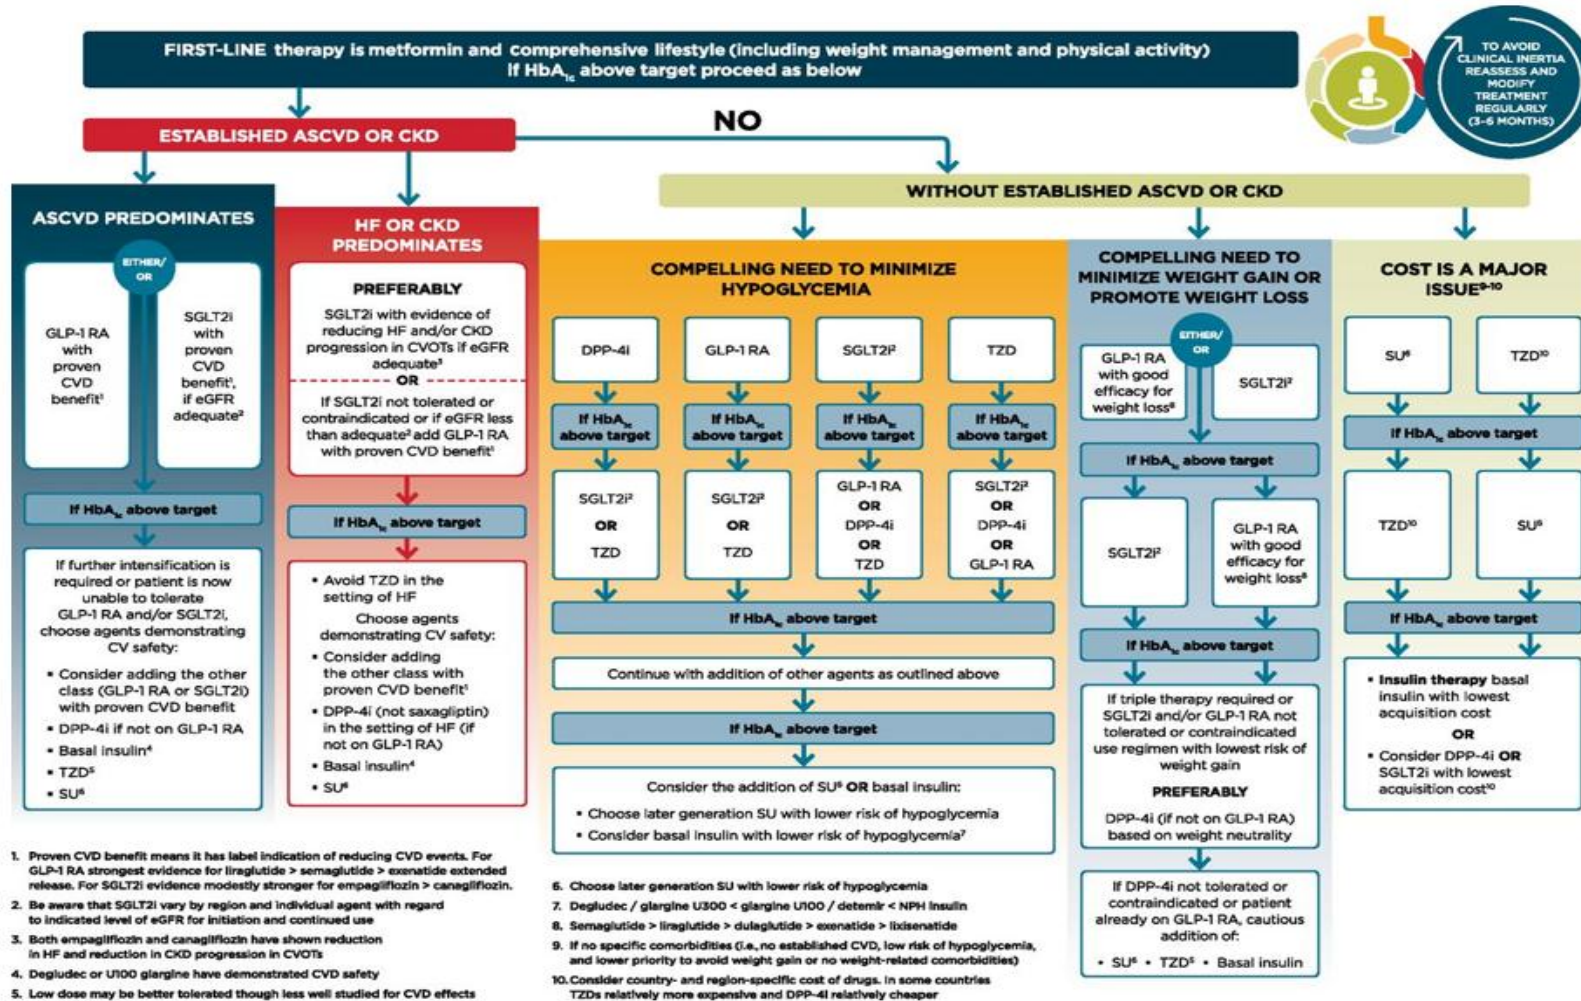 FIRST-LINE therapy is metformin and comprehensive lifestyle (including weight management and physical activity)
If HbA1c above target proceed as below
TO AVOID
CLINICAL INERTIA
REASSESS AND
MODIFY
TREATMENT
REGULARLY
(3-6 MONTHS)
ESTABLISHED ASCVD OR CKD
NO
WITHOUT ESTABLISHED ASCVD OR CKD
ASCVD PREDOMINATES
EITHER/
OR
GLP-1 RA
with
proven
CVD
benefit¹
SGLT2i
with
proven
CVD
benefit¹,
if eGFR
adequate²
If HbA1c above target
If further intensification is
required or patient is now
unable to tolerate
GLP-1 RA and/or SGLT2i,
choose agents demonstrating
CV safety:
• Consider adding the other
class (GLP-1 RA or SGLT2i)
with proven CVD benefit
• DPP-4i if not on GLP-1 RA
• Basal insulin⁴
• TZD⁵
• SU⁶
HF OR CKD
PREDOMINATES
PREFERABLY
SGLT2i with evidence of
reducing HF and/or CKD
progression in CVOTs if eGFR
adequate³
OR
If SGLT2i not tolerated or
contraindicated or if eGFR less
than adequate² add GLP-1 RA
with proven CVD benefit¹
If HbA1c above target
• Avoid TZD in the
setting of HF
Choose agents
demonstrating CV safety:
• Consider adding
the other class with
proven CVD benefit¹
• DPP-4i (not saxagliptin)
in the setting of HF (if
not on GLP-1 RA)
• Basal insulin⁴
• SU⁶
COMPELLING NEED TO MINIMIZE
HYPOGLYCEMIA
DPP-4i
GLP-1 RA
SGLT2i²
TZD
If HbA1c
above target
If HbA1c
above target
If HbA1c
above target
If HbA1c
above target
SGLT2i²
OR
TZD
SGLT2i²
OR
TZD
GLP-1 RA
OR
DPP-4i
OR
TZD
SGLT2i²
OR
DPP-4i
OR
GLP-1 RA
If HbA1c above target
Continue with addition of other agents as outlined above
If HbA1c above target
Consider the addition of SU⁶ OR basal insulin:
• Choose later generation SU with lower risk of hypoglycemia
• Consider basal insulin with lower risk of hypoglycemia⁷
COMPELLING NEED TO
MINIMIZE WEIGHT GAIN OR
PROMOTE WEIGHT LOSS
EITHER/
OR
GLP-1 RA
with good
efficacy for
weight loss⁸
SGLT2i²
If HbA1c above target
SGLT2i²
GLP-1 RA
with good
efficacy for
weight loss⁸
If HbA1c above target
If triple therapy required or
SGLT2i and/or GLP-1 RA not
tolerated or contraindicated
use regimen with lowest risk of
weight gain
PREFERABLY
DPP-4i (if not on GLP-1 RA)
based on weight neutrality
If DPP-4i not tolerated or
contraindicated or patient
already on GLP-1 RA, cautious
addition of:
• SU⁶ • TZD⁵ • Basal insulin
COST IS A MAJOR
ISSUE⁹⁻¹⁰
SU⁶
TZD¹⁰
If HbA1c above target
TZD¹⁰
SU⁶
If HbA1c above target
• Insulin therapy basal
insulin with lowest
acquisition cost
OR
• Consider DPP-4i OR
SGLT2i with lowest
acquisition cost¹⁰
1. Proven CVD benefit means it has label indication of reducing CVD events. For
GLP-1 RA strongest evidence for liraglutide > semaglutide > exenatide extended
release. For SGLT2i evidence modestly stronger for empagliflozin > canagliflozin.
2. Be aware that SGLT2i vary by region and individual agent with regard
to indicated level of eGFR for initiation and continued use
3. Both empagliflozin and canagliflozin have shown reduction
in HF and reduction in CKD progression in CVOTs
4. Degludec or U100 glargine have demonstrated CVD safety
5. Low dose may be better tolerated though less well studied for CVD effects
6. Choose later generation SU with lower risk of hypoglycemia
7. Degludec / glargine U300 < glargine U100 / detemir < NPH insulin
8. Semaglutide > liraglutide > dulaglutide > exenatide > lixisenatide
9. If no specific comorbidities (i.e., no established CVD, low risk of hypoglycemia,
and lower priority to avoid weight gain or no weight-related comorbidities)
10. Consider country- and region-specific cost of drugs. In some countries
TZDs relatively more expensive and DPP-4i relatively cheaper